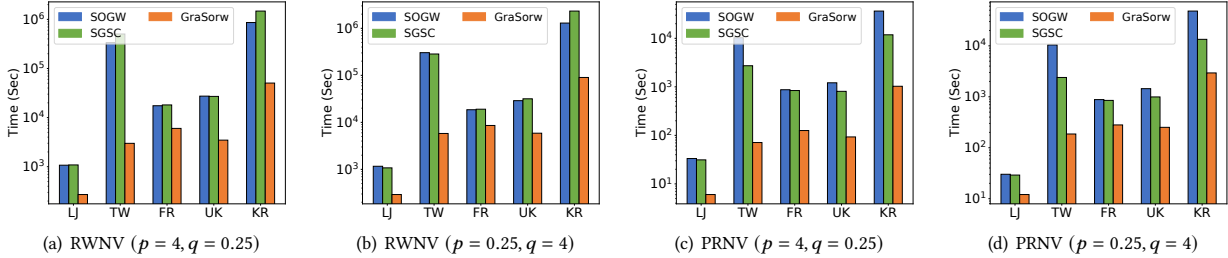 SOGW
SGSC
GraSorw
Time (Sec)
10^6
10^5
10^4
10^3
LJ TW FR UK KR
(a) RWNV (p = 4, q = 0.25)
SOGW
SGSC
GraSorw
Time (Sec)
10^6
10^5
10^4
10^3
LJ TW FR UK KR
(b) RWNV (p = 0.25, q = 4)
SOGW
SGSC
GraSorw
Time (Sec)
10^4
10^3
10^2
10^1
LJ TW FR UK KR
(c) PRNV (p = 4, q = 0.25)
SOGW
SGSC
GraSorw
Time (Sec)
10^4
10^3
10^2
10^1
LJ TW FR UK KR
(d) PRNV (p = 0.25, q = 4)